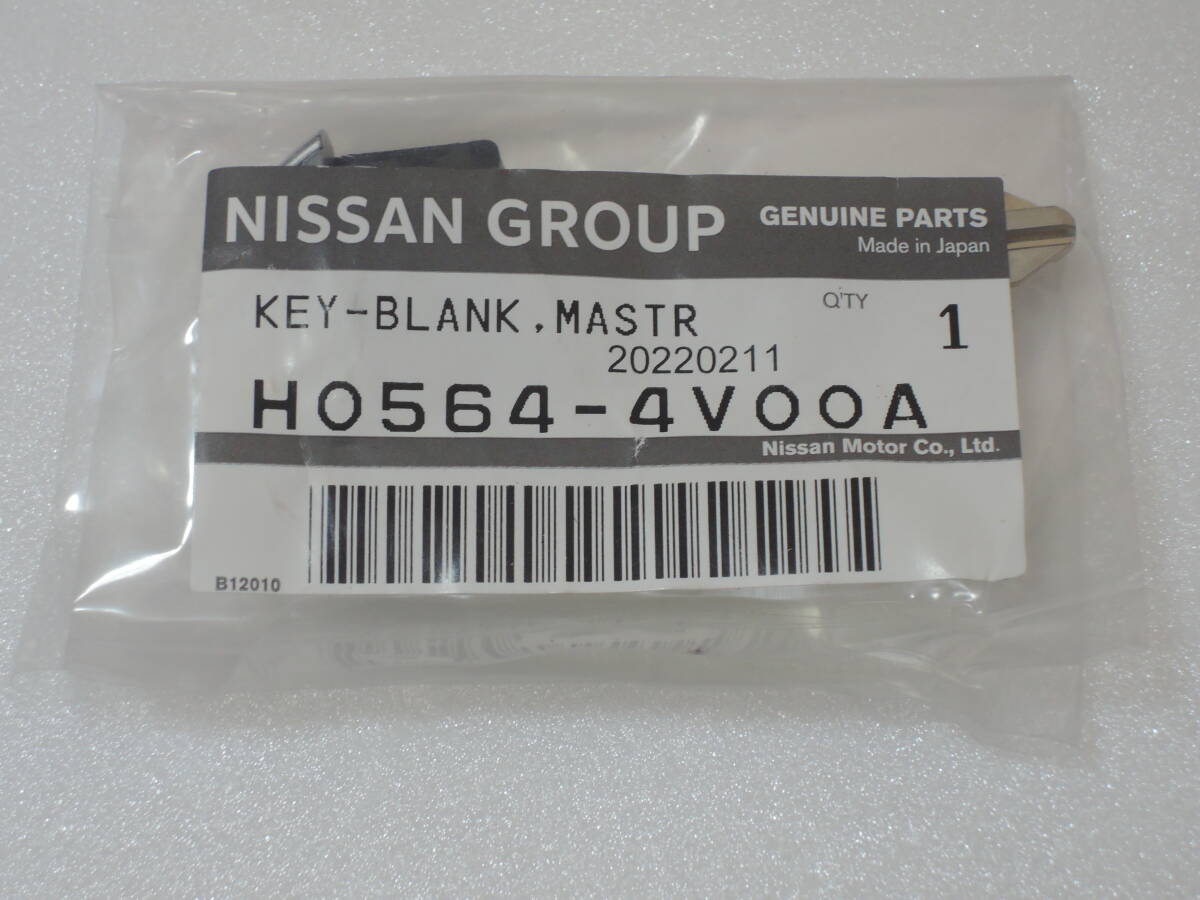 NISSAN GROUP
GENUINE PARTS
Made in Japan
KEY-BLANK,MASTR
Q'TY
1
20220211
H0564-4V00A
Nissan Motor Co., Ltd.
B12010